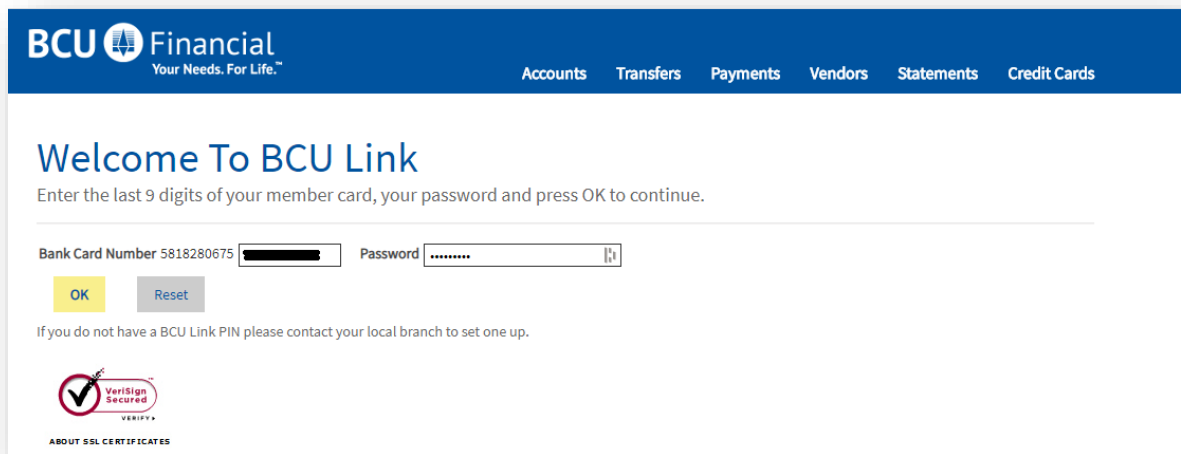 BCU Financial
Your Needs. For Life.™
Accounts Transfers Payments Vendors Statements Credit Cards
Welcome To BCU Link
Enter the last 9 digits of your member card, your password and press OK to continue.
Bank Card Number 5818280675 Password •••••••••
OK Reset
If you do not have a BCU Link PIN please contact your local branch to set one up.
VeriSign
Secured
VERIFY
ABOUT SSL CERTIFICATES